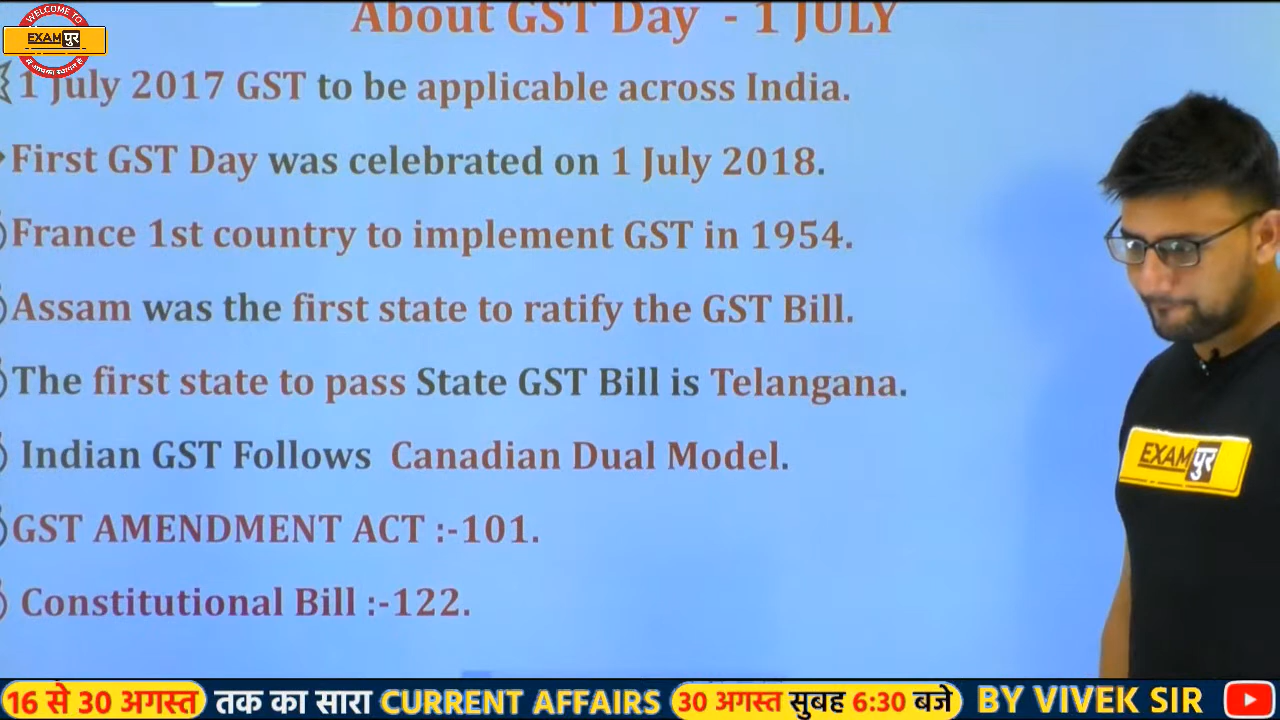 WELCOME TO
EXAMपुर
में आपका स्वागत है
About GST Day - 1 JULY
1 July 2017 GST to be applicable across India.
First GST Day was celebrated on 1 July 2018.
France 1st country to implement GST in 1954.
Assam was the first state to ratify the GST Bill.
The first state to pass State GST Bill is Telangana.
Indian GST Follows Canadian Dual Model.
GST AMENDMENT ACT :-101.
Constitutional Bill :-122.
EXAMपुर
16 से 30 अगस्त तक का सारा CURRENT AFFAIRS 30 अगस्त सुबह 6:30 बजे BY VIVEK SIR